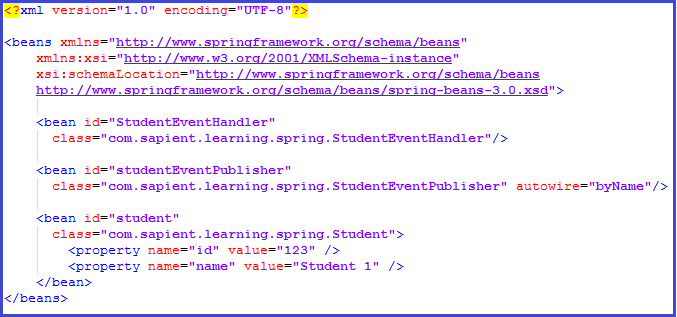 <?xml version="1.0" encoding="UTF-8"?>
<beans xmlns="http://www.springframework.org/schema/beans"
xmlns:xsi="http://www.w3.org/2001/XMLSchema-instance"
xsi:schemaLocation="http://www.springframework.org/schema/beans
http://www.springframework.org/schema/beans/spring-beans-3.0.xsd">
<bean id="StudentEventHandler"
class="com.sapient.learning.spring.StudentEventHandler"/>
<bean id="studentEventPublisher"
class="com.sapient.learning.spring.StudentEventPublisher" autowire="byName"/>
<bean id="student"
class="com.sapient.learning.spring.Student">
<property name="id" value="123" />
<property name="name" value="Student 1" />
</bean>
</beans>